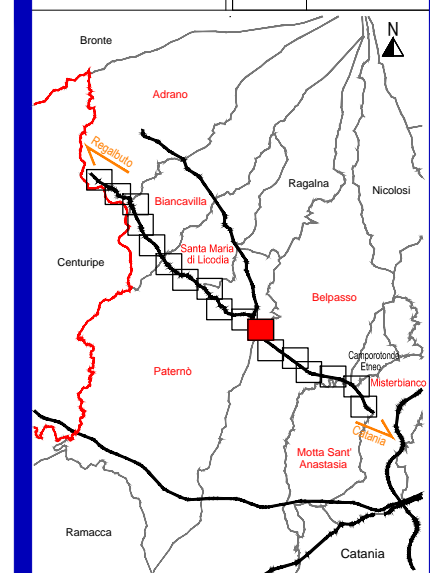 Bronte
N
Adrano
Regalbuto
Ragalna
Nicolosi
Biancavilla
Santa Maria
di Licodia
Centuripe
Belpasso
Camporotondo
Etneo
Paternò
Misterbianco
Catania
Motta Sant'
Anastasia
Ramacca
Catania